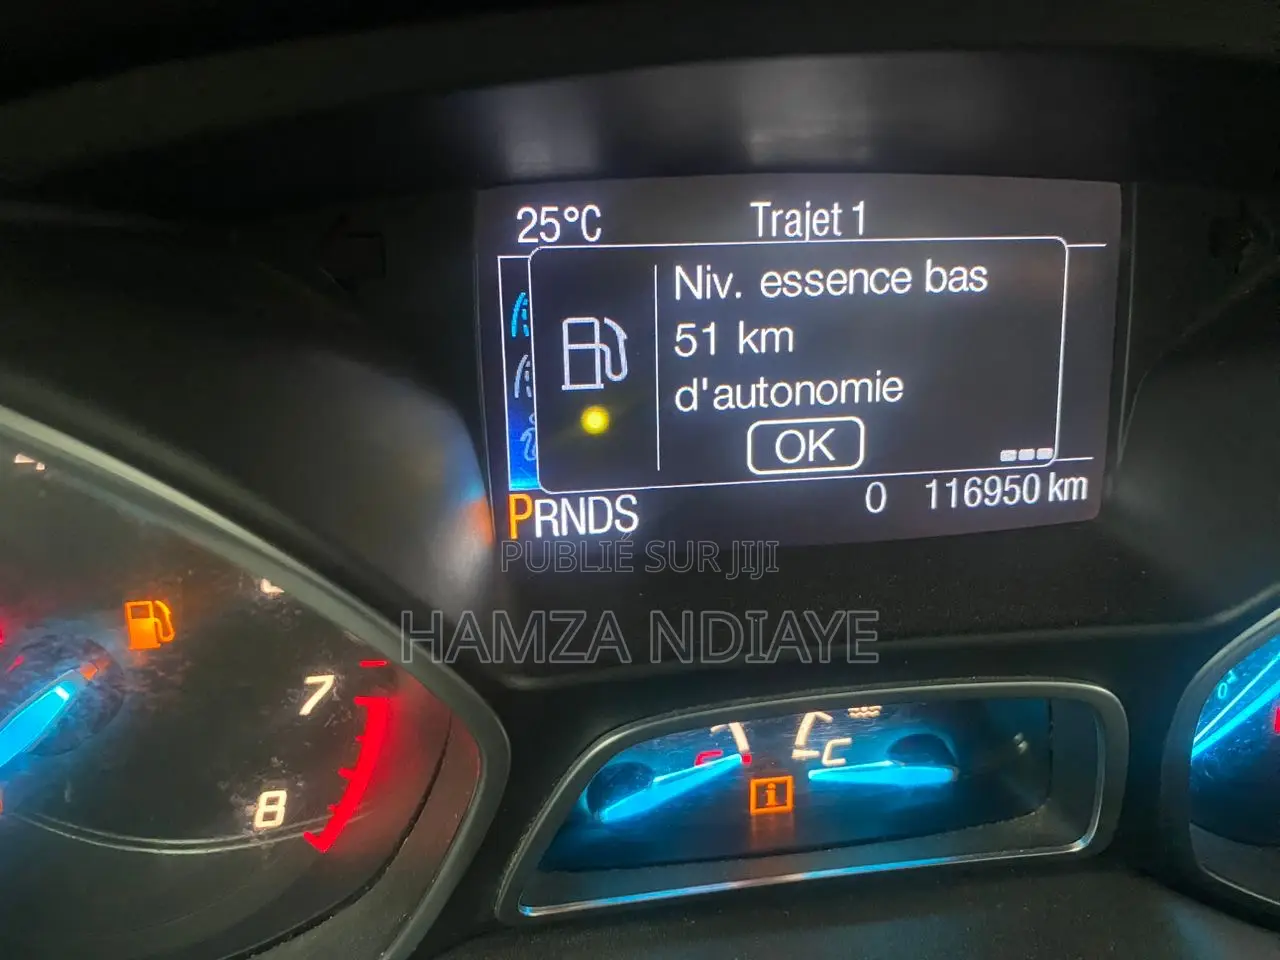 25°C Trajet 1
Niv. essence bas
51 km
d'autonomie
OK
PRNDS 0 116950 km
PUBLIÉ SUR JIJI
HAMZA NDIAYE
7
8
C
i